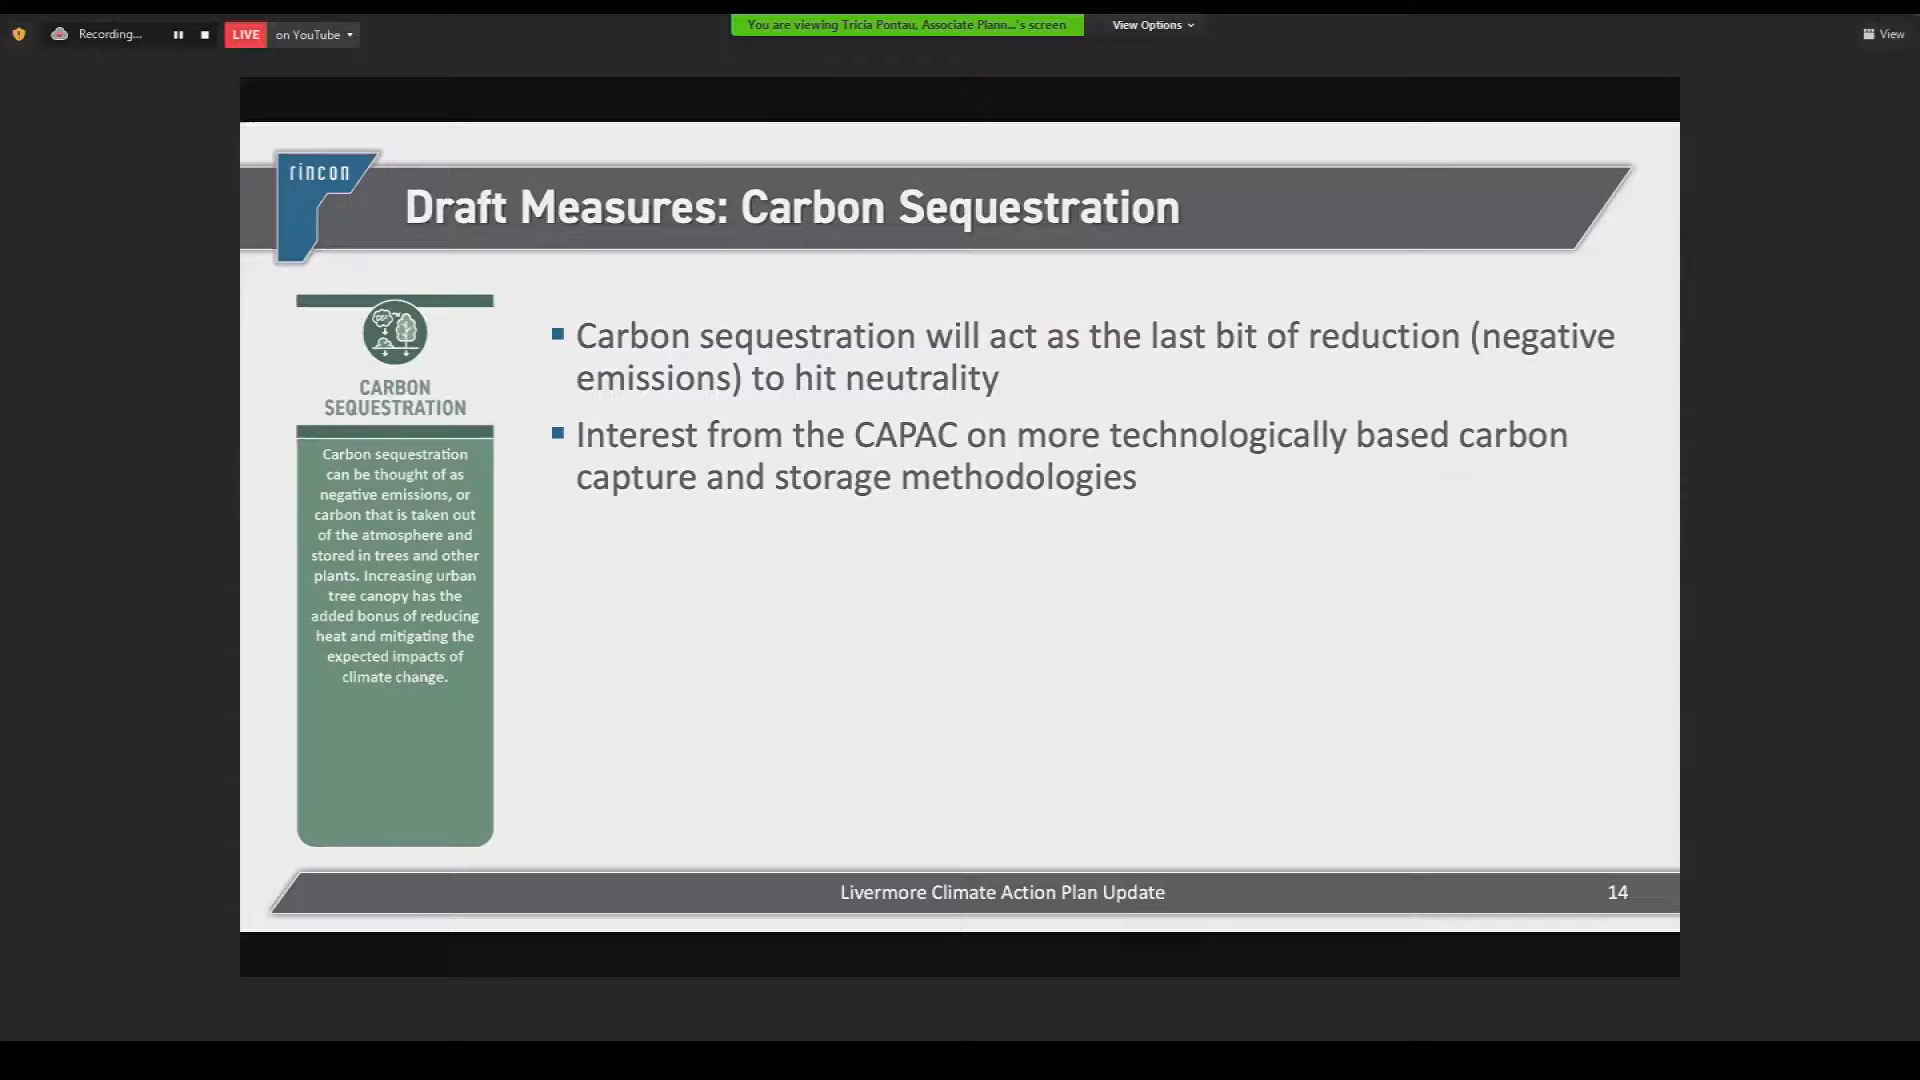 Recording...
LIVE on YouTube
You are viewing Tricia Pontau, Associate Plann...'s screen
View Options
View
rincon
Draft Measures: Carbon Sequestration
CARBON
SEQUESTRATION
Carbon sequestration
can be thought of as
negative emissions, or
carbon that is taken out
of the atmosphere and
stored in trees and other
plants. Increasing urban
tree canopy has the
added bonus of reducing
heat and mitigating the
expected impacts of
climate change.
Carbon sequestration will act as the last bit of reduction (negative
emissions) to hit neutrality
Interest from the CAPAC on more technologically based carbon
capture and storage methodologies
Livermore Climate Action Plan Update
14